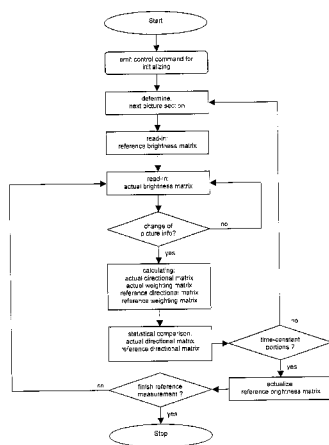 Start
emit control command for
initializing
determine:
next picture section
read-in:
reference brightness matrix
read-in:
actual brightness matrix
change of
picture info?
no
yes
calculating:
actual directional matrix
actual weighting matrix
reference directional matrix
reference weighting matrix
statistical comparison:
actual directional matrix
reference directional matrix
no
time-constant
portions ?
yes
actualize
reference brightness matrix
no
finish reference
measurement ?
yes
Stop